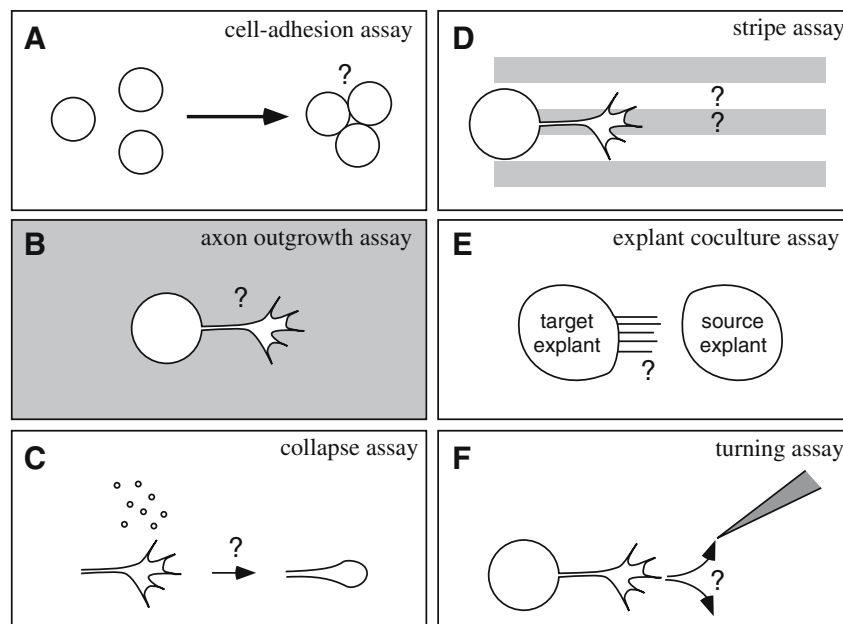 A
cell-adhesion assay
?
B
axon outgrowth assay
?
C
collapse assay
?
D
stripe assay
?
?
E
explant coculture assay
target
explant
source
explant
?
F
turning assay
?